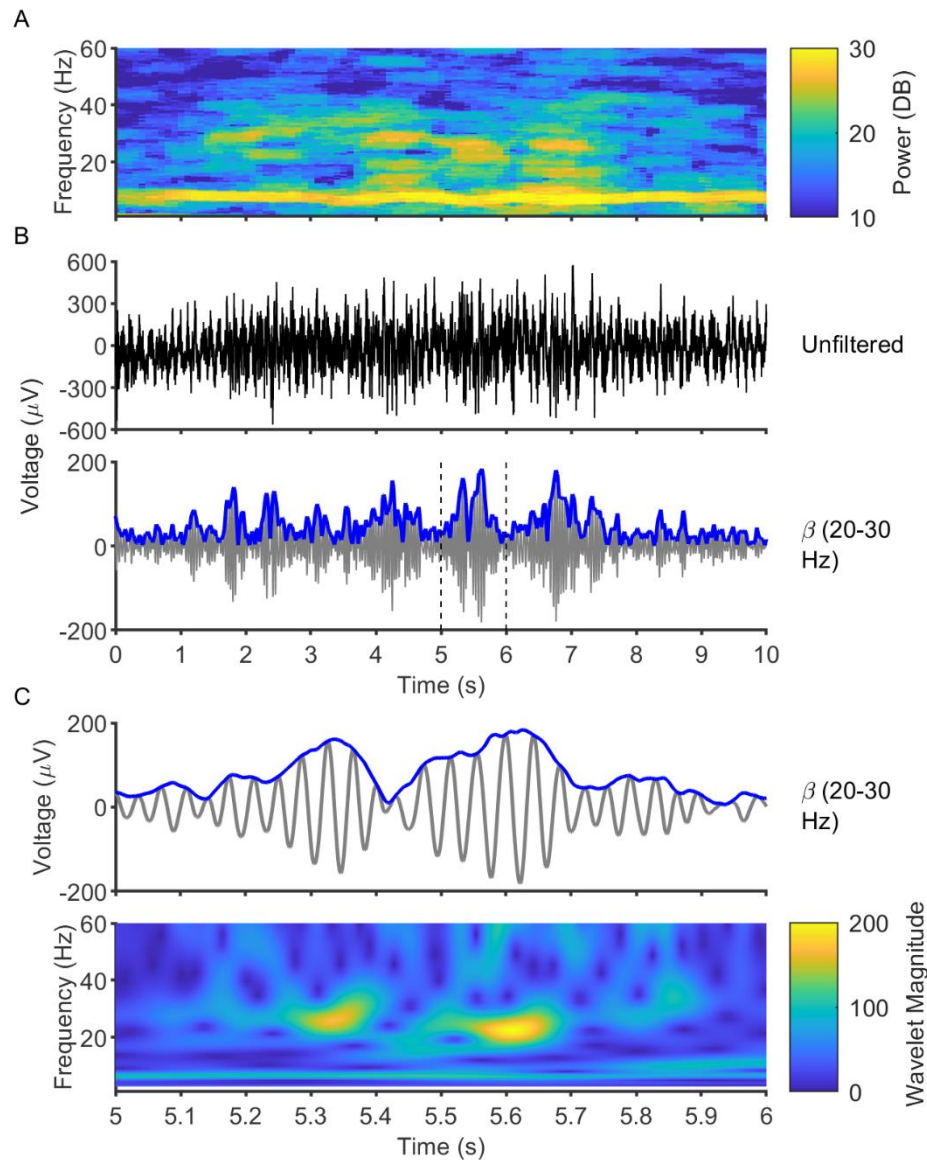 A
60
40
20
Frequency (Hz)
30
20
10
Power (DB)
B
600
300
0
-300
-600
Unfiltered
Voltage (μV)
200
0
-200
β (20-30
Hz)
0 1 2 3 4 5 6 7 8 9 10
Time (s)
C
200
0
-200
Voltage (μV)
β (20-30
Hz)
60
40
20
Frequency (Hz)
200
100
0
Wavelet Magnitude
5 5.1 5.2 5.3 5.4 5.5 5.6 5.7 5.8 5.9 6
Time (s)